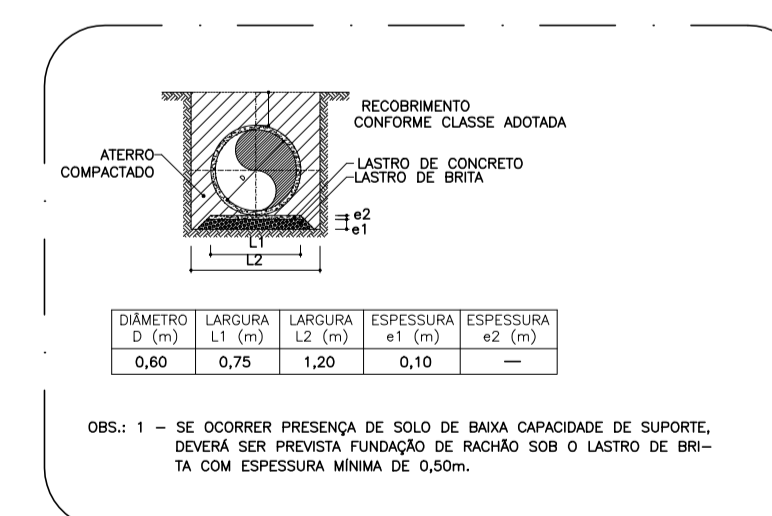 RECOBRIMENTO
CONFORME CLASSE ADOTADA
ATERRO
COMPACTADO
LASTRO DE CONCRETO
LASTRO DE BRITA
D
e2
e1
L1
L2
DIÂMETRO D (m) LARGURA L1 (m) LARGURA L2 (m) ESPESSURA e1 (m) ESPESSURA e2 (m)
0,60 0,75 1,20 0,10 —
OBS.: 1 – SE OCORRER PRESENÇA DE SOLO DE BAIXA CAPACIDADE DE SUPORTE,
DEVERÁ SER PREVISTA FUNDAÇÃO DE RACHÃO SOB O LASTRO DE BRI–
TA COM ESPESSURA MÍNIMA DE 0,50m.